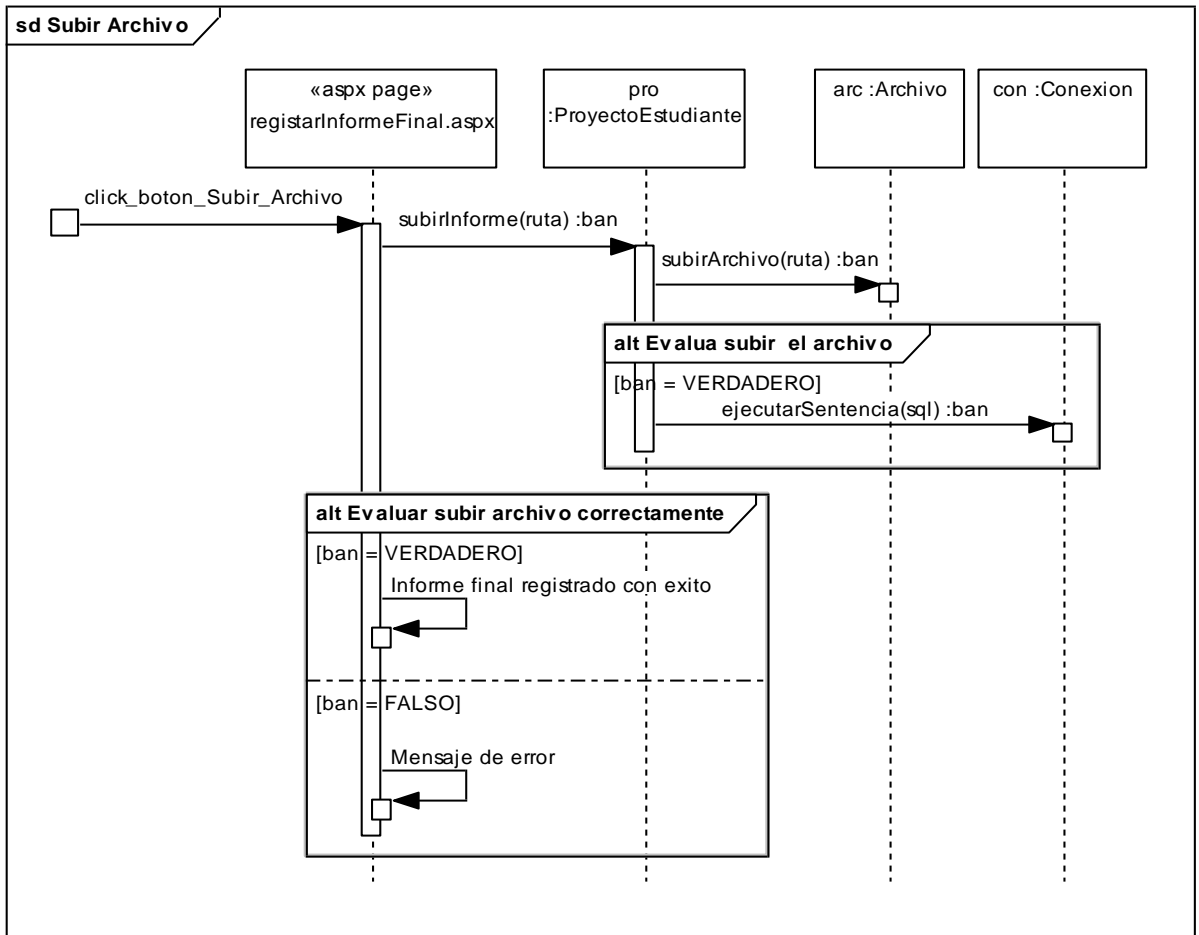 sd Subir Archivo
«aspx page»
registarInformeFinal.aspx
pro
:ProyectoEstudiante
arc :Archivo
con :Conexion
click_boton_Subir_Archivo
subirInforme(ruta) :ban
subirArchivo(ruta) :ban
alt Evalua subir el archivo
[ban = VERDADERO]
ejecutarSentencia(sql) :ban
alt Evaluar subir archivo correctamente
[ban = VERDADERO]
Informe final registrado con exito
[ban = FALSO]
Mensaje de error